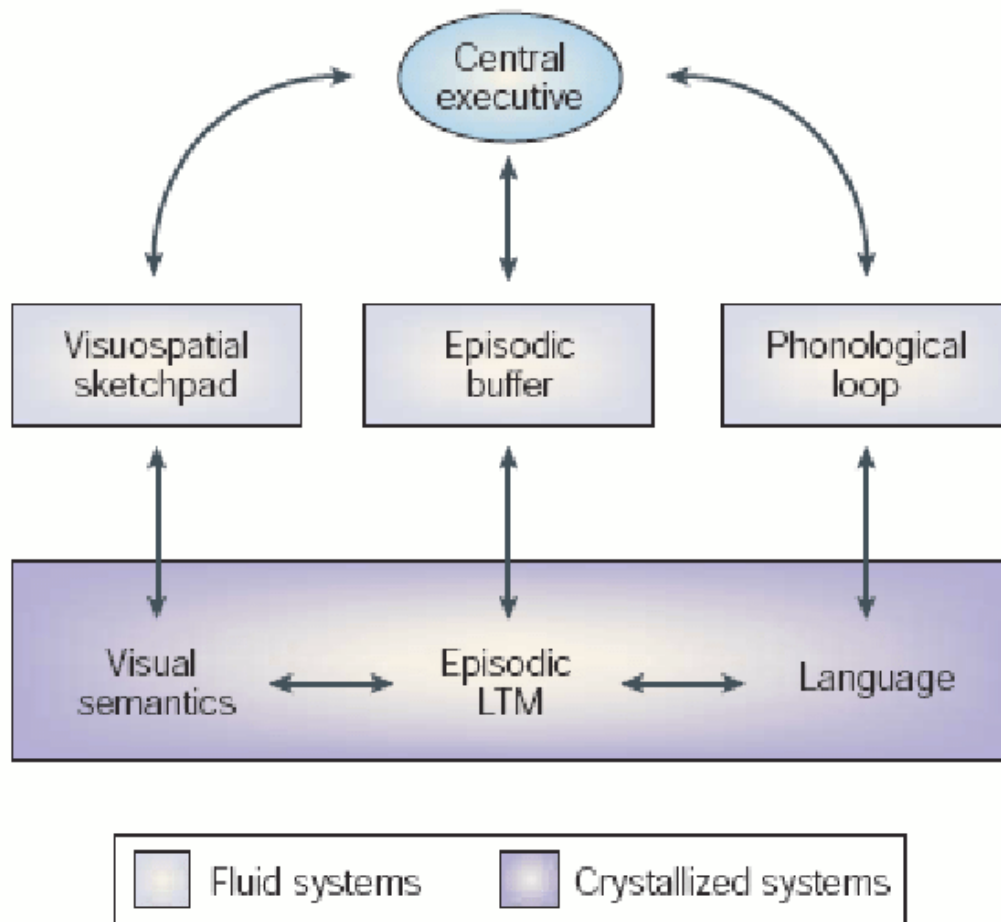 Central
executive
Visuospatial
sketchpad
Episodic
buffer
Phonological
loop
Visual
semantics
Episodic
LTM
Language
Fluid systems
Crystallized systems